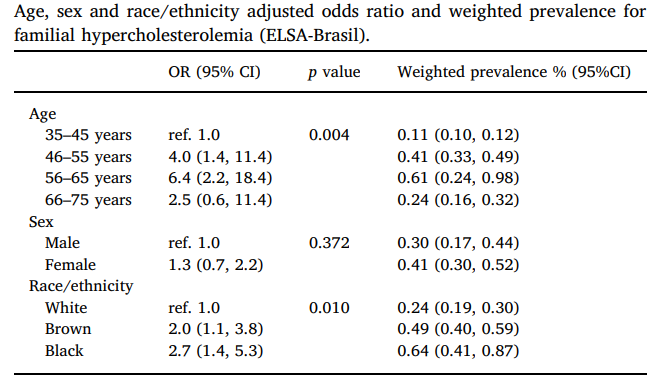 Age, sex and race/ethnicity adjusted odds ratio and weighted prevalence for
familial hypercholesterolemia (ELSA-Brasil).
OR (95% CI) p value Weighted prevalence % (95%CI)
Age
35–45 years ref. 1.0 0.004 0.11 (0.10, 0.12)
46–55 years 4.0 (1.4, 11.4) 0.41 (0.33, 0.49)
56–65 years 6.4 (2.2, 18.4) 0.61 (0.24, 0.98)
66–75 years 2.5 (0.6, 11.4) 0.24 (0.16, 0.32)
Sex
Male ref. 1.0 0.372 0.30 (0.17, 0.44)
Female 1.3 (0.7, 2.2) 0.41 (0.30, 0.52)
Race/ethnicity
White ref. 1.0 0.010 0.24 (0.19, 0.30)
Brown 2.0 (1.1, 3.8) 0.49 (0.40, 0.59)
Black 2.7 (1.4, 5.3) 0.64 (0.41, 0.87)